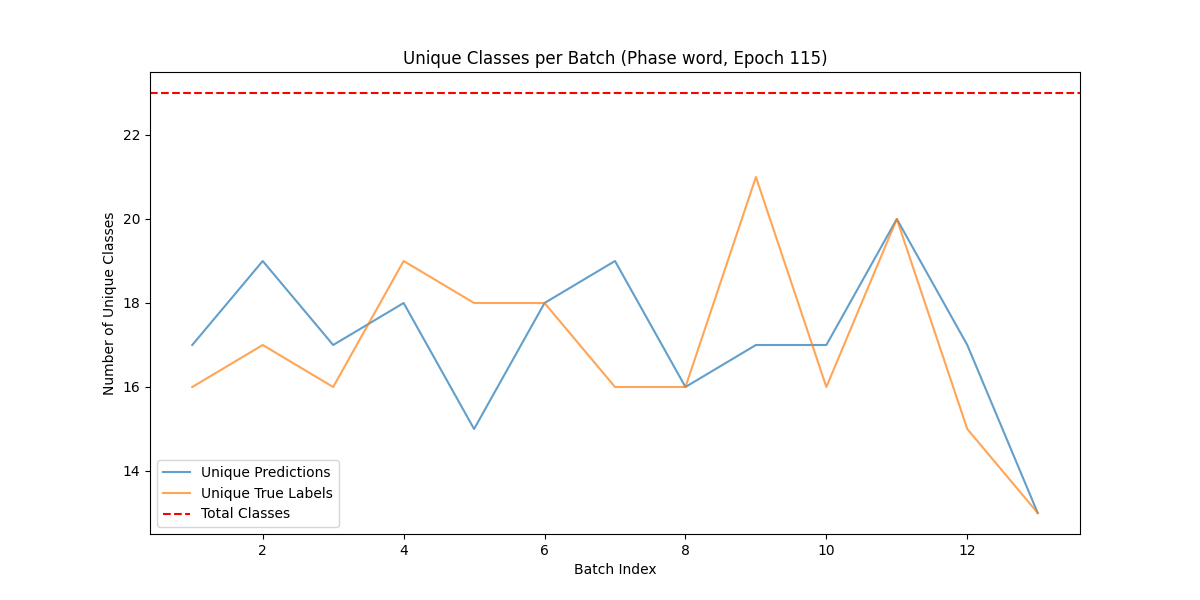 Unique Classes per Batch (Phase word, Epoch 115)
Number of Unique Classes
22
20
18
16
14
Unique Predictions
Unique True Labels
Total Classes
2 4 6 8 10 12
Batch Index